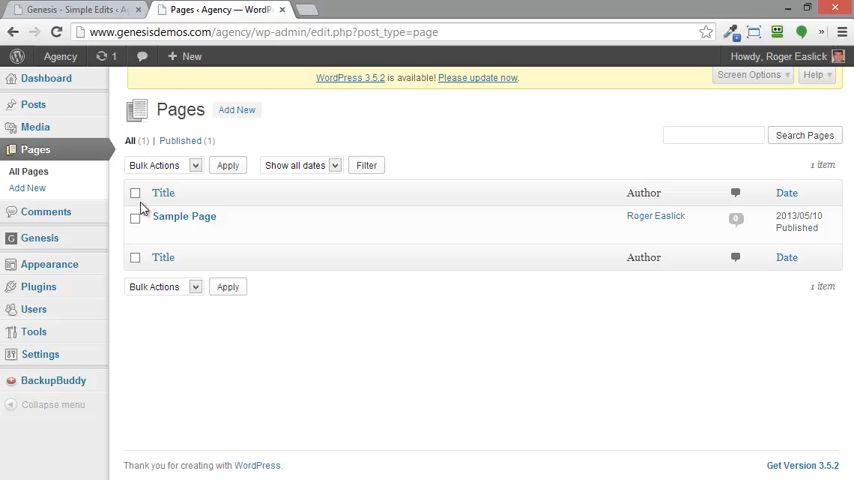 Genesis - Simple Edits ‹ A
Pages ‹ Agency — WordPr
www.genesisdemos.com/agency/wp-admin/edit.php?post_type=page
Agency 1 + New Howdy, Roger Easlick
WordPress 3.5.2 is available! Please update now.
Screen Options Help
Dashboard
Posts
Media
Pages
All Pages
Add New
Comments
Genesis
Appearance
Plugins
Users
Tools
Settings
BackupBuddy
Collapse menu
Pages Add New
All (1) | Published (1)
Search Pages
Bulk Actions Apply Show all dates Filter 1 item
Title Author Date
Sample Page Roger Easlick 0 2013/05/10
Published
Title Author Date
Bulk Actions Apply 1 item
Thank you for creating with WordPress. Get Version 3.5.2